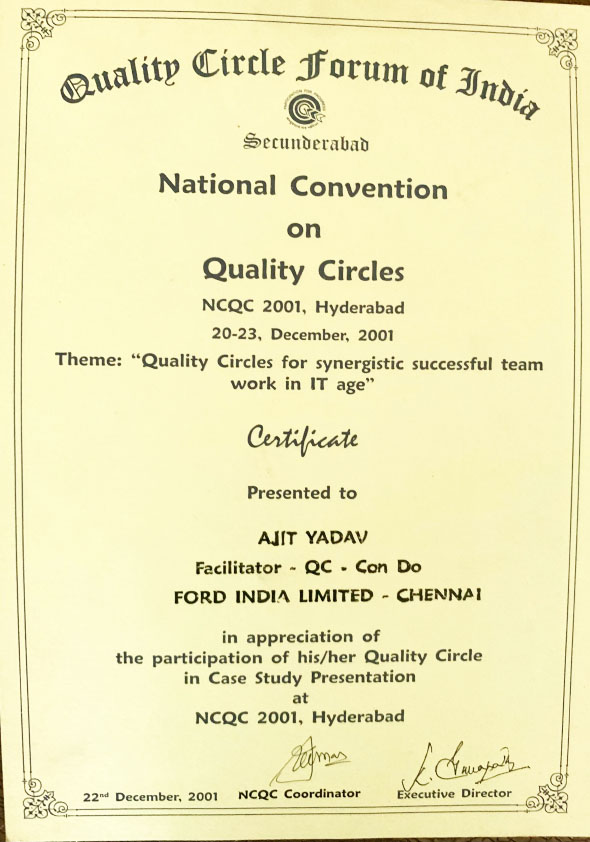 Quality Circle Forum of India
Secunderabad
National Convention
on
Quality Circles
NCQC 2001, Hyderabad
20-23, December, 2001
Theme: “Quality Circles for synergistic successful team
work in IT age”
Certificate
Presented to
AJIT YADAV
Facilitator - QC - Con Do
FORD INDIA LIMITED - CHENNAI
in appreciation of
the participation of his/her Quality Circle
in Case Study Presentation
at
NCQC 2001, Hyderabad
22nd December, 2001 NCQC Coordinator Executive Director